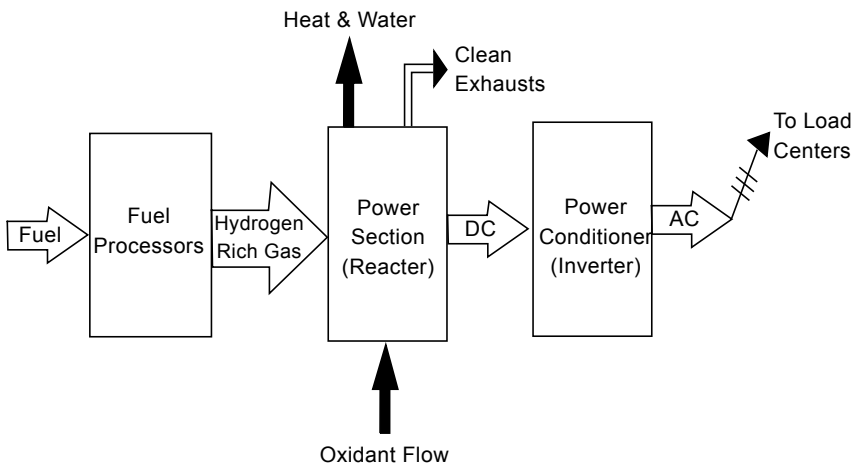 Heat & Water
Clean
Exhausts
To Load
Centers
Fuel
Fuel
Processors
Hydrogen
Rich Gas
Power
Section
(Reacter)
DC
Power
Conditioner
(Inverter)
AC
Oxidant Flow